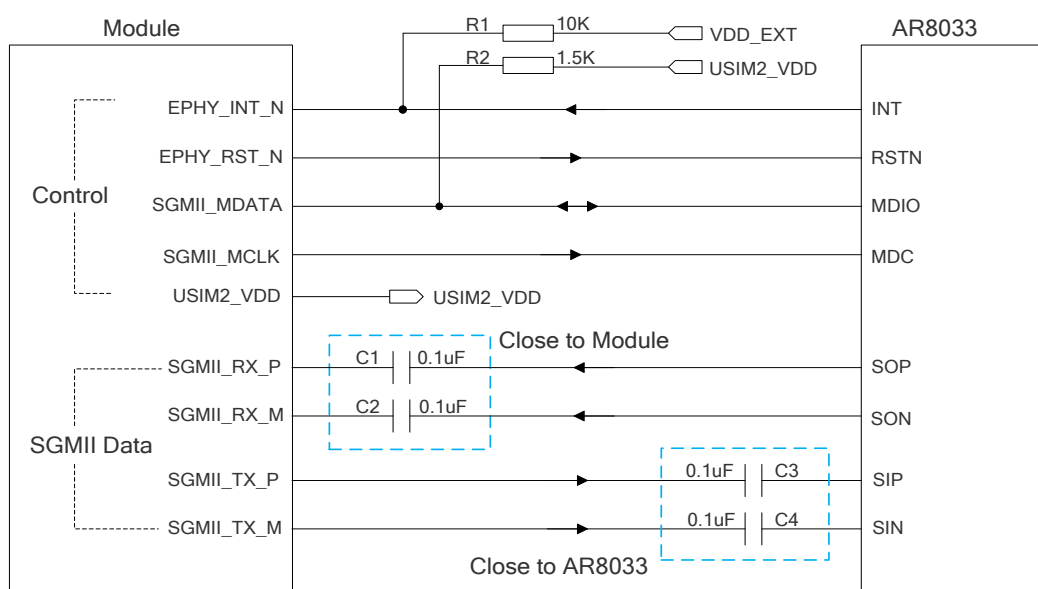 Module R1 10K VDD_EXT AR8033
R2 1.5K USIM2_VDD
EPHY_INT_N INT
EPHY_RST_N RSTN
Control
SGMII_MDATA MDIO
SGMII_MCLK MDC
USIM2_VDD USIM2_VDD
Close to Module
SGMII_RX_P C1 0.1uF SOP
SGMII_RX_M C2 0.1uF SON
SGMII Data
SGMII_TX_P 0.1uF C3 SIP
SGMII_TX_M 0.1uF C4 SIN
Close to AR8033